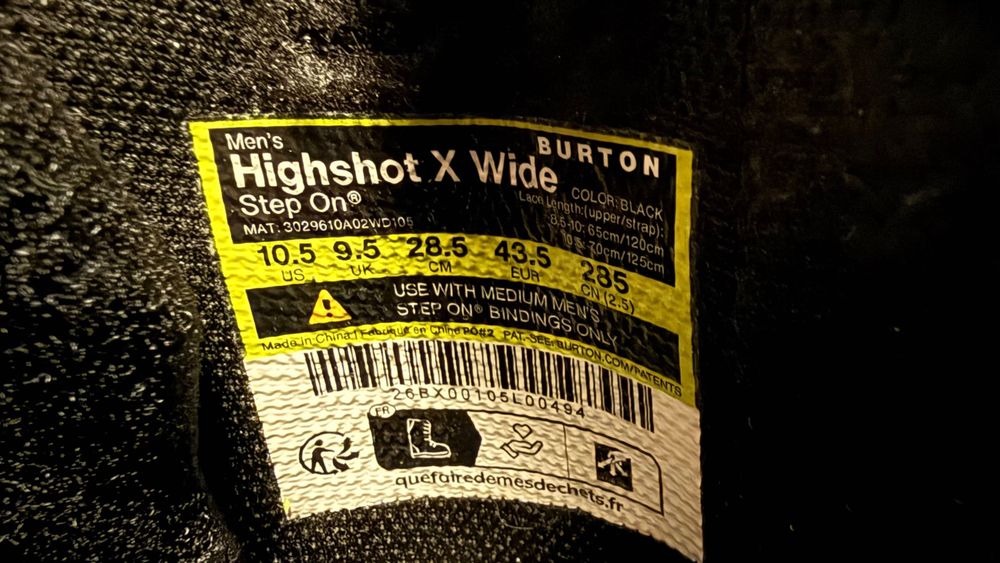 Men's
BURTON
Highshot X Wide
Step On®
COLOR: BLACK
Lace Length:(upper/strap):
8.5-10: 65cm/120cm
10.5: 70cm/125cm
MAT: 3029610A02WD105
10.5 9.5 28.5 43.5 285
US UK CM EUR CN (2.5)
USE WITH MEDIUM MEN'S
STEP ON® BINDINGS ONLY
Made in China | Fabriqué en Chine PO#2 PAT.-SEE: BURTON.COM/PATENTS
26BX00105L00494
FR
quefairedemesdechets.fr